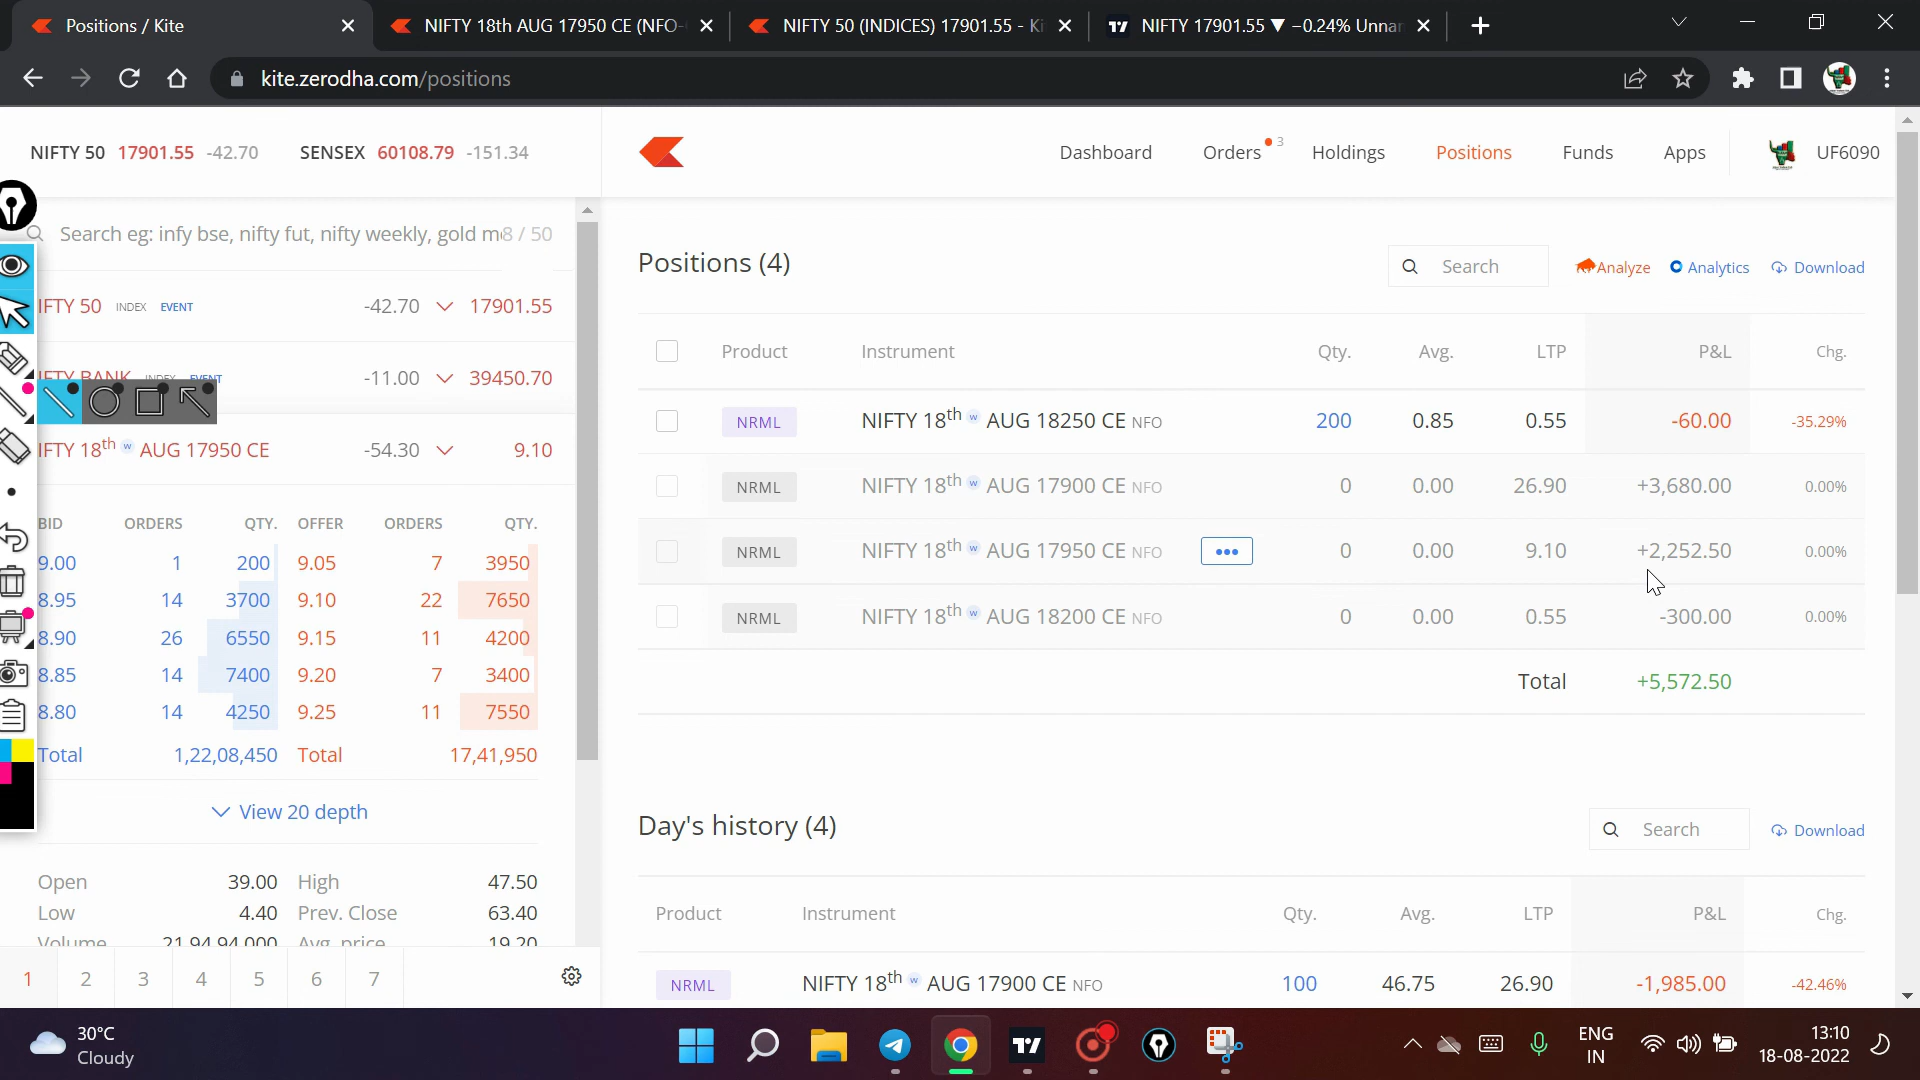 Positions / Kite
NIFTY 18th AUG 17950 CE (NFO-
NIFTY 50 (INDICES) 17901.55 - Ki
NIFTY 17901.55 ▼ −0.24% Unnar
kite.zerodha.com/positions
NIFTY 50 17901.55 -42.70 SENSEX 60108.79 -151.34
Dashboard Orders 3 Holdings Positions Funds Apps UF6090
Search eg: infy bse, nifty fut, nifty weekly, gold m 8 / 50
IFTY 50 INDEX EVENT -42.70 17901.55
IFTY BANK INDEX EVENT -11.00 39450.70
IFTY 18th w AUG 17950 CE -54.30 9.10
BID ORDERS QTY. OFFER ORDERS QTY.
9.00 1 200 9.05 7 3950
8.95 14 3700 9.10 22 7650
8.90 26 6550 9.15 11 4200
8.85 14 7400 9.20 7 3400
8.80 14 4250 9.25 11 7550
Total 1,22,08,450 Total 17,41,950
View 20 depth
Open 39.00 High 47.50
Low 4.40 Prev. Close 63.40
Volume 21,94,94,000 Avg. price 19.20
1 2 3 4 5 6 7
Positions (4)
Search Analyze Analytics Download
Product Instrument Qty. Avg. LTP P&L Chg.
NRML NIFTY 18th w AUG 18250 CE NFO 200 0.85 0.55 -60.00 -35.29%
NRML NIFTY 18th w AUG 17900 CE NFO 0 0.00 26.90 +3,680.00 0.00%
NRML NIFTY 18th w AUG 17950 CE NFO 0 0.00 9.10 +2,252.50 0.00%
NRML NIFTY 18th w AUG 18200 CE NFO 0 0.00 0.55 -300.00 0.00%
Total +5,572.50
Day's history (4)
Search Download
Product Instrument Qty. Avg. LTP P&L Chg.
NRML NIFTY 18th w AUG 17900 CE NFO 100 46.75 26.90 -1,985.00 -42.46%
30°C
Cloudy
ENG
IN
13:10
18-08-2022